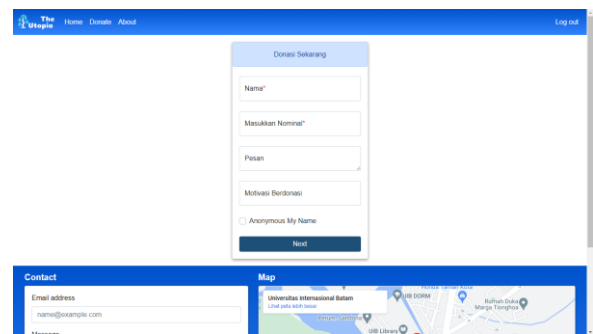 The
Utopia
Home Donate About
Log out
Donasi Sekarang
Nama*
Masukkan Nominal*
Pesan
Motivasi Berdonasi
Anonymous My Name
Next
Contact
Map
Email address
name@example.com
Message
Universitas Internasional Batam
Lihat peta lebih besar
UIB DORM
Rumah Duka
Marga Tionghoa
UIB Library